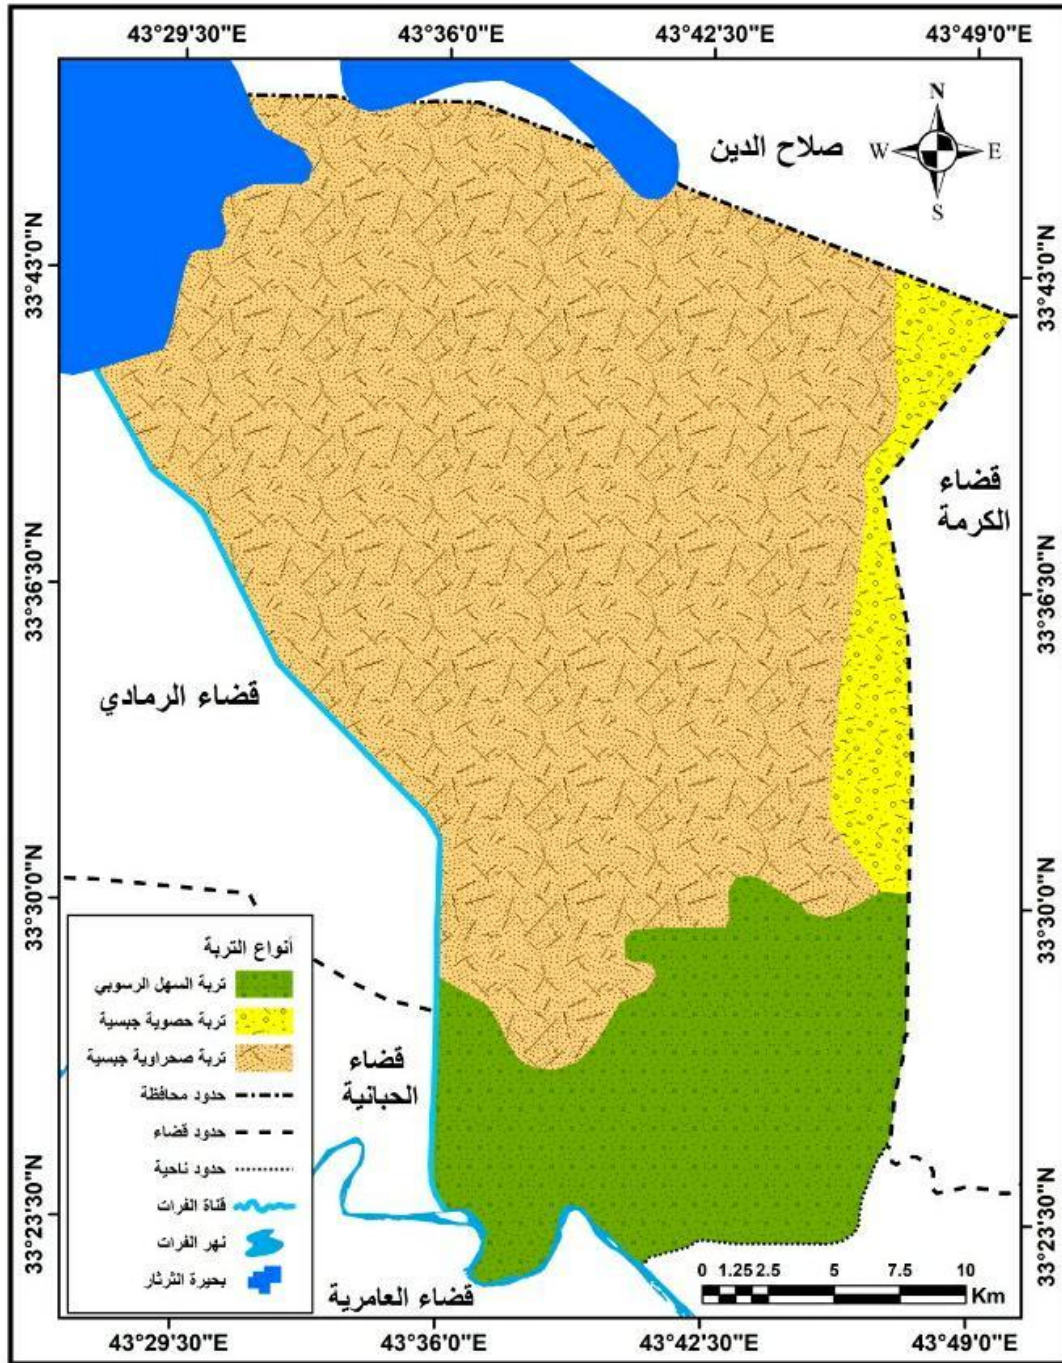 43°29'30"E
43°36'0"E
43°42'30"E
43°49'0"E
N
W
E
S
صلاح الدين
33°43'0"N
33°43'0"N
قضاء
الكرمة
33°36'30"N
33°36'30"N
قضاء الرمادي
33°30'0"N
33°30'0"N
أنواع التربة
تربة السهل الرسوبي
تربة حصوية جبسية
تربة صحراوية جبسية
حدود محافظة
حدود قضاء
حدود ناحية
قناة الفرات
نهر الفرات
بحيرة الثرثار
قضاء
الحبانية
33°23'30"N
33°23'30"N
قضاء العامرية
0 1.25 2.5 5 7.5 10
Km
43°29'30"E
43°36'0"E
43°42'30"E
43°49'0"E